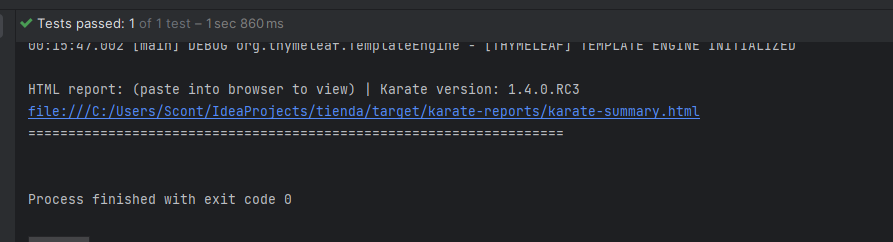 Tests passed: 1 of 1 test – 1 sec 860 ms
00:15:47.002 [main] DEBUG org.thymeleaf.TemplateEngine - [THYMELEAF] TEMPLATE ENGINE INITIALIZED
HTML report: (paste into browser to view) | Karate version: 1.4.0.RC3
file:///C:/Users/Scont/IdeaProjects/tienda/target/karate-reports/karate-summary.html
===================================================================
Process finished with exit code 0